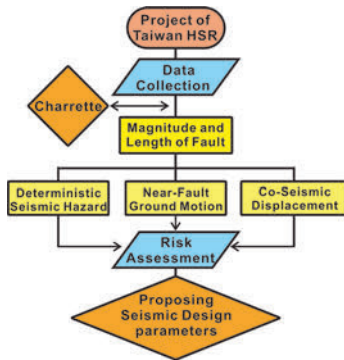 Project of
Taiwan HSR
Data
Collection
Charrette
Magnitude and
Length of Fault
Deterministic
Seismic Hazard
Near-Fault
Ground Motion
Co-Seismic
Displacement
Risk
Assessment
Proposing
Seismic Design
parameters